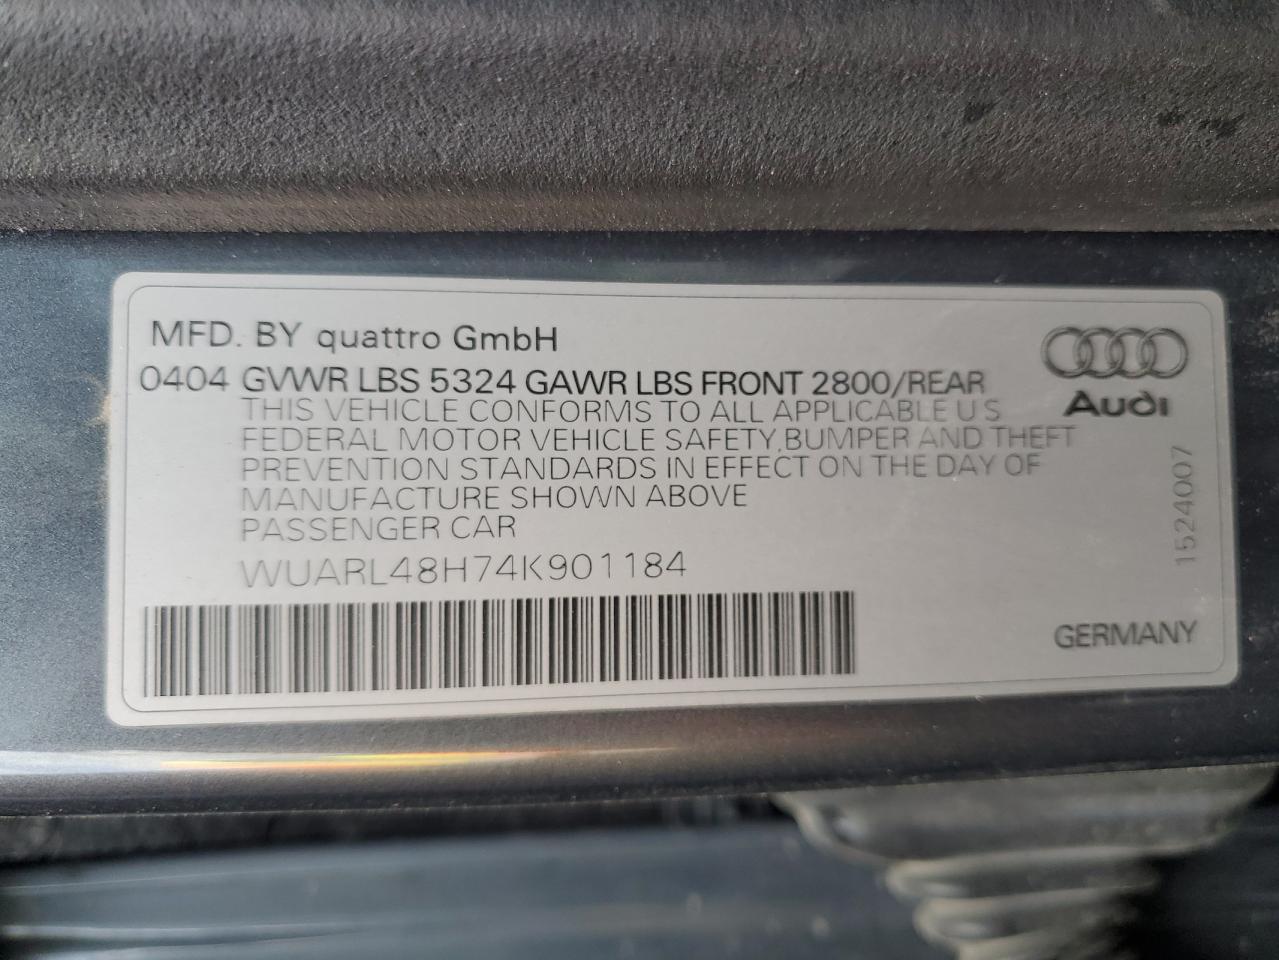 MFD. BY quattro GmbH
0404 GVWR LBS 5324 GAWR LBS FRONT 2800/REAR
THIS VEHICLE CONFORMS TO ALL APPLICABLE U S
FEDERAL MOTOR VEHICLE SAFETY, BUMPER AND THEFT
PREVENTION STANDARDS IN EFFECT ON THE DAY OF
MANUFACTURE SHOWN ABOVE
PASSENGER CAR
WUARL48H74K901184
Audi
1524007
GERMANY